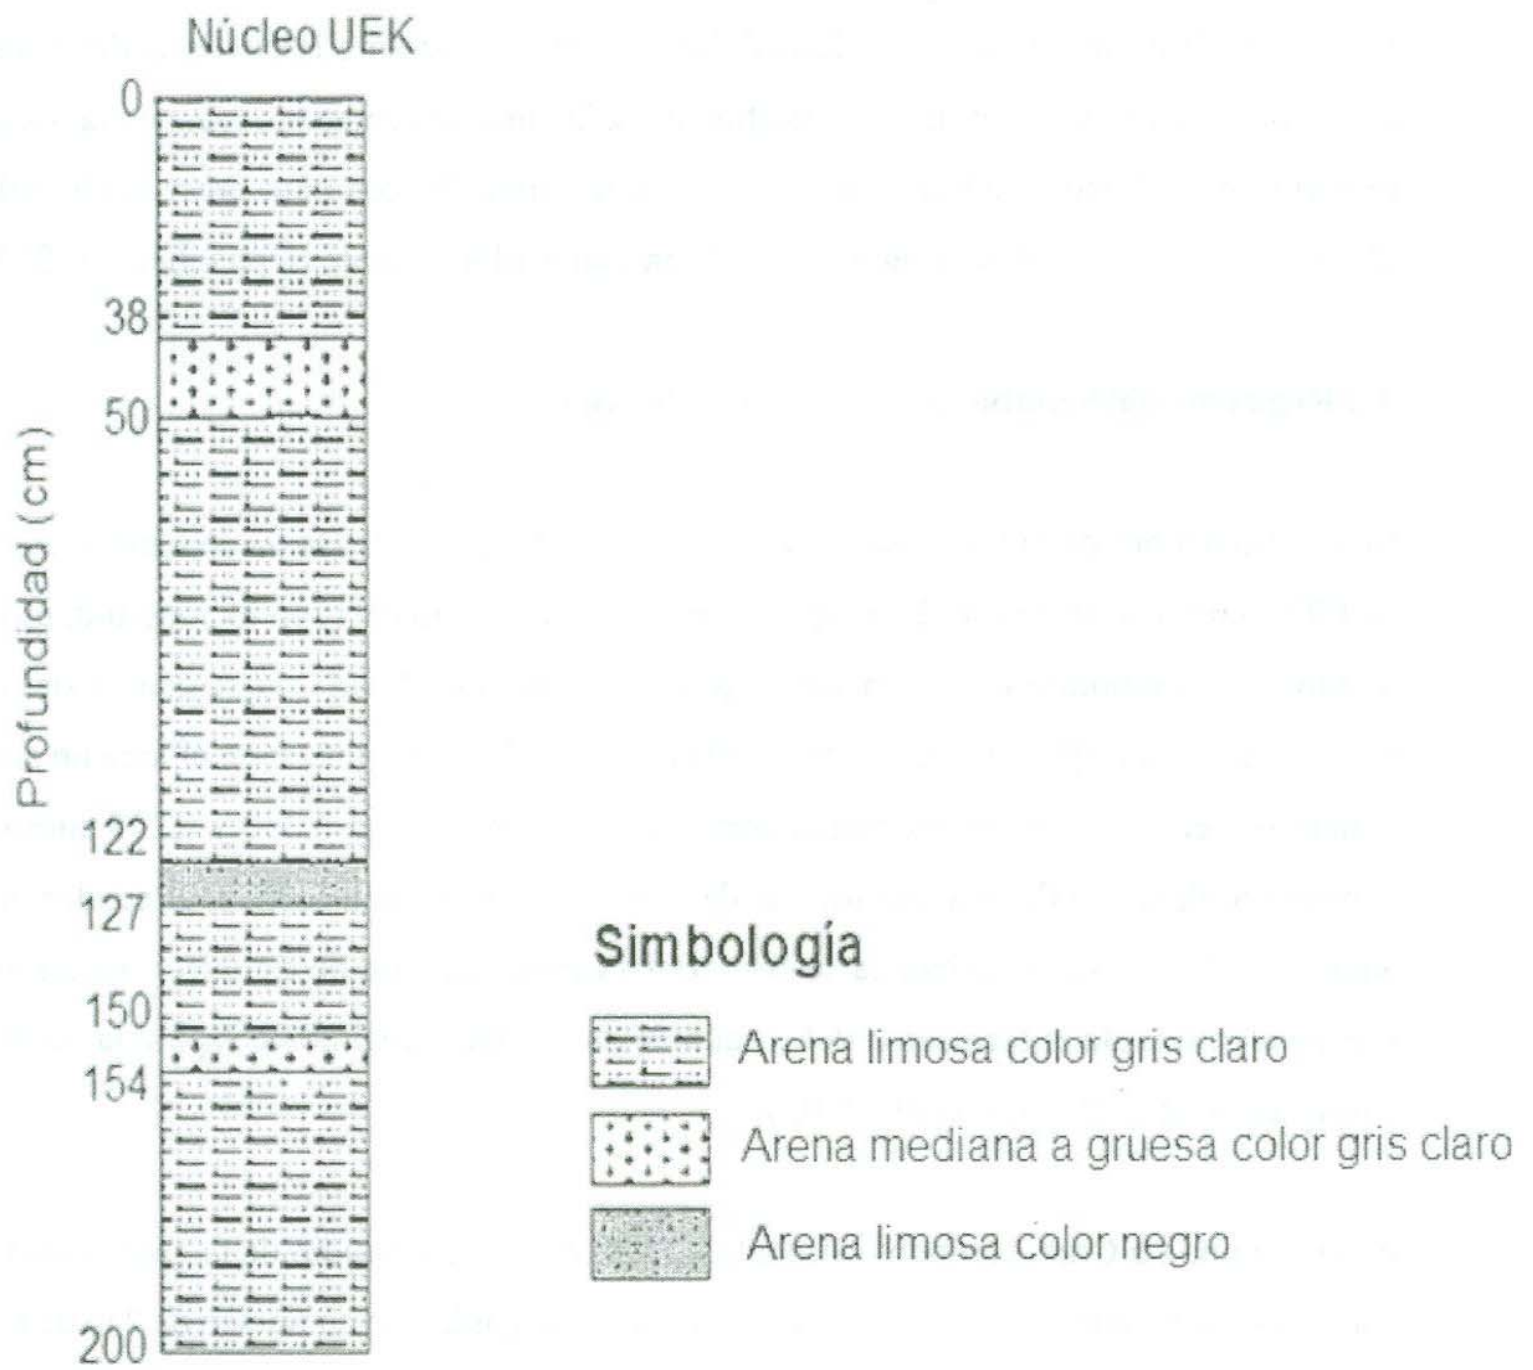 Núcleo UEK
0
38
50
122
127
150
154
200
Profundidad (cm)
Simbología
Arena limosa color gris claro
Arena mediana a gruesa color gris claro
Arena limosa color negro